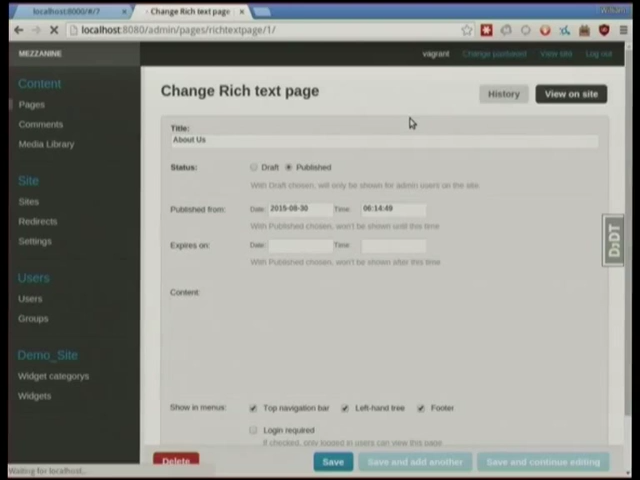 localhost:8000/#/7
Change Rich text page
localhost:8080/admin/pages/richtextpage/1/
MEZZANINE
vagrant
Change password
View site
Log out
Content
Pages
Comments
Media Library
Site
Sites
Redirects
Settings
Users
Users
Groups
Demo_Site
Widget categorys
Widgets
Change Rich text page
History
View on site
Title:
About Us
Status:
Draft
Published
With Draft chosen, will only be shown for admin users on the site
Published from:
Date:
2015-08-30
Time:
06:14:49
With Published chosen, won't be shown until this time
Expires on:
Date:
Time:
With Published chosen, won't be shown after this time
Content:
Show in menus:
Top navigation bar
Left-hand tree
Footer
Login required
If checked, only logged in users can view this page
Delete
Save
Save and add another
Save and continue editing
Waiting for localhost...
DJDT